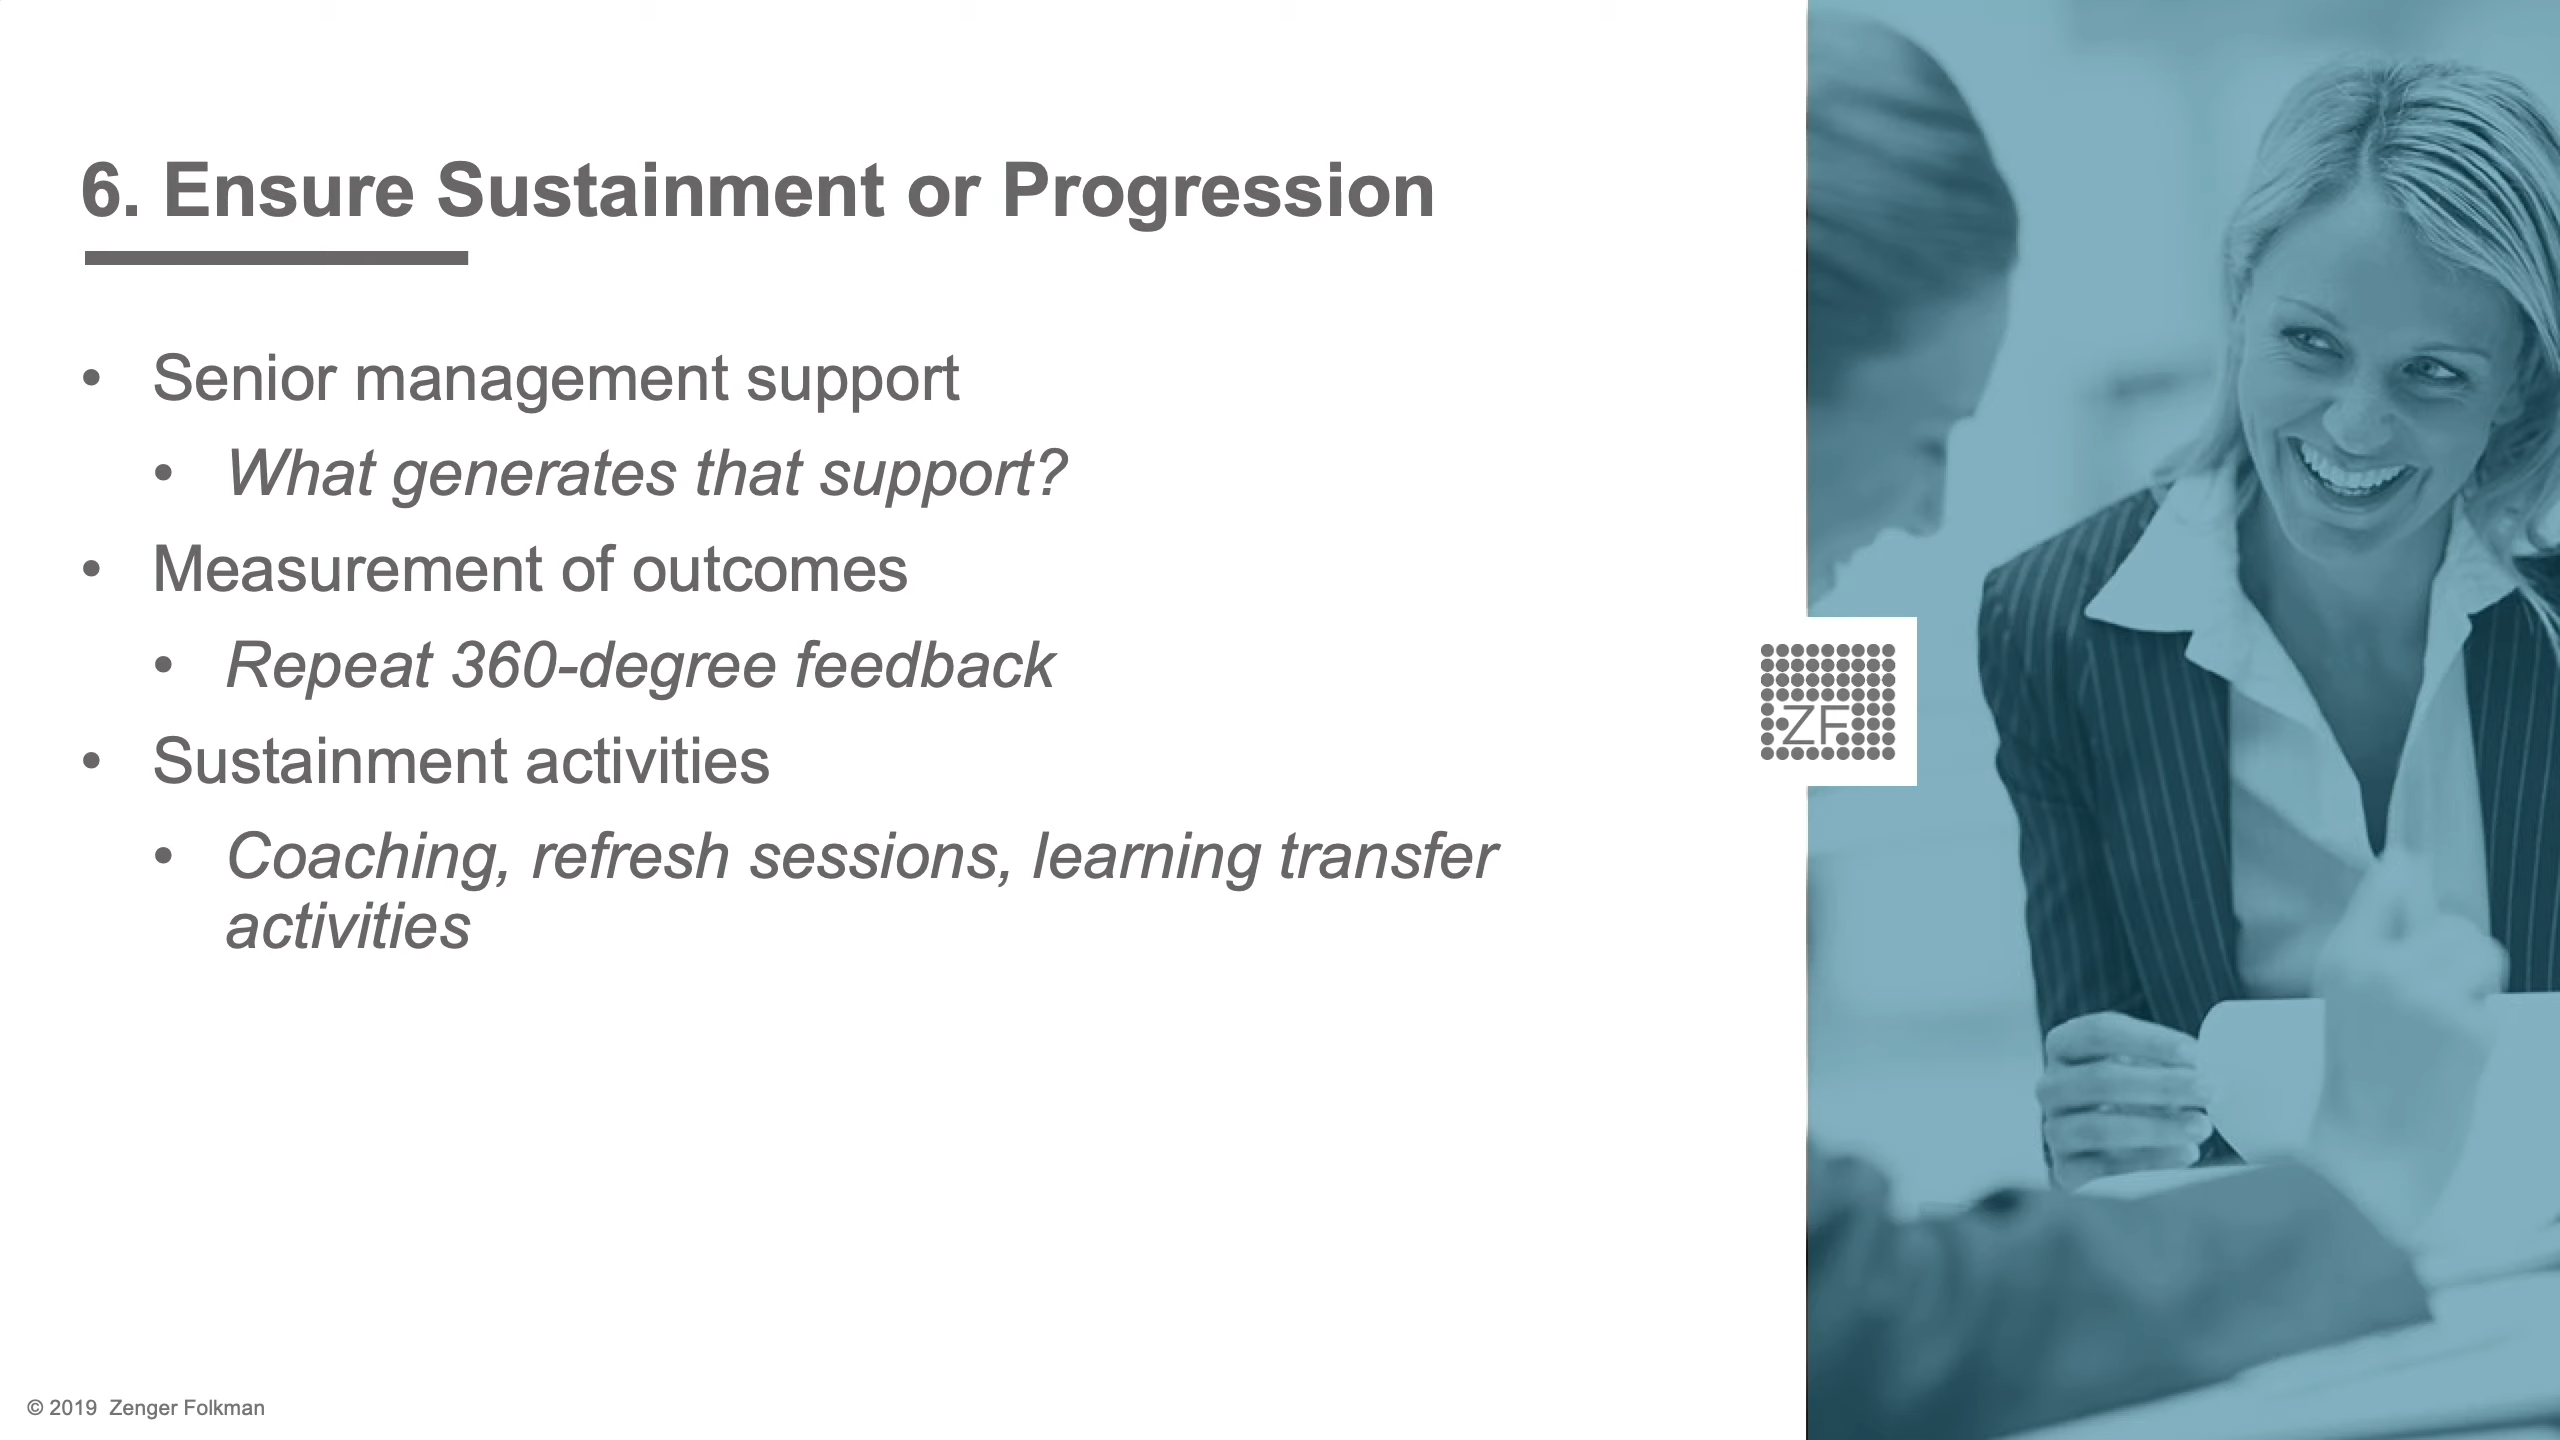 6. Ensure Sustainment or Progression
• Senior management support
• What generates that support?
• Measurement of outcomes
• Repeat 360-degree feedback
• Sustainment activities
• Coaching, refresh sessions, learning transfer
activities
ZF
© 2019 Zenger Folkman